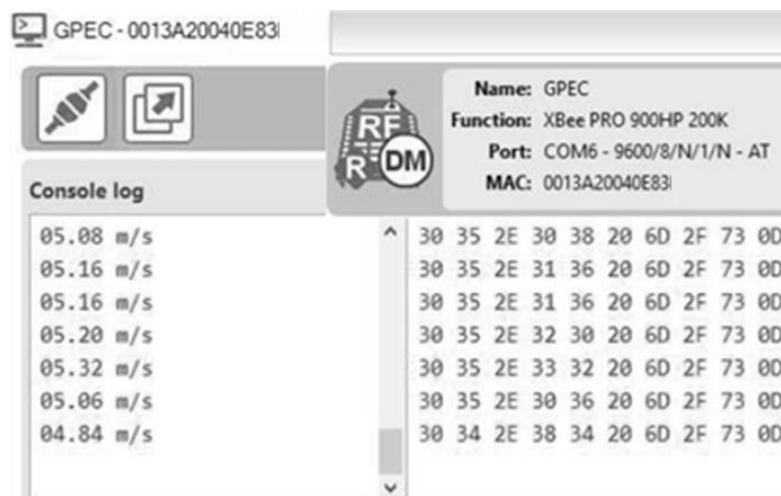 GPEC - 0013A20040E83
Name: GPEC
Function: XBee PRO 900HP 200K
Port: COM6 - 9600/8/N/1/N - AT
MAC: 0013A20040E83
RF
R
DM
Console log
05.08 m/s 30 35 2E 30 38 20 6D 2F 73 0D
05.16 m/s 30 35 2E 31 36 20 6D 2F 73 0D
05.16 m/s 30 35 2E 31 36 20 6D 2F 73 0D
05.20 m/s 30 35 2E 32 30 20 6D 2F 73 0D
05.32 m/s 30 35 2E 33 32 20 6D 2F 73 0D
05.06 m/s 30 35 2E 30 36 20 6D 2F 73 0D
04.84 m/s 30 34 2E 38 34 20 6D 2F 73 0D